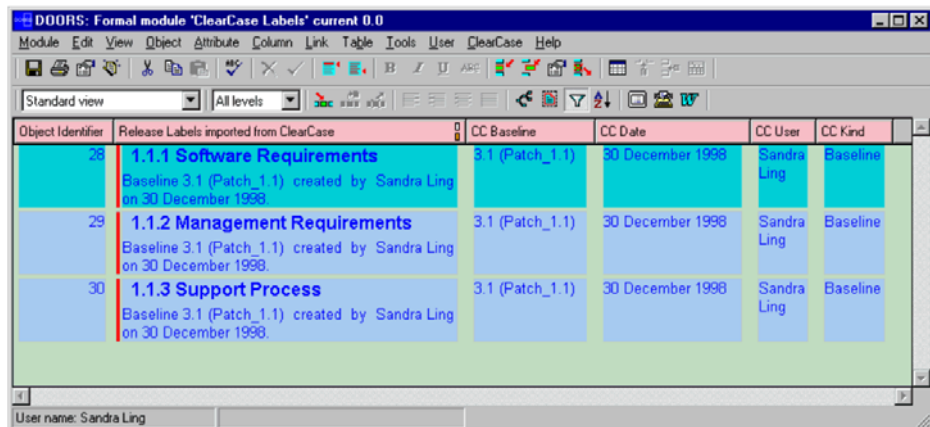 DOORS: Formal module 'ClearCase Labels' current 0.0
Module Edit View Object Attribute Column Link Table Tools User ClearCase Help
B I U ABC
Standard view All levels
Object Identifier Release Labels imported from ClearCase CC Baseline CC Date CC User CC Kind
28 1.1.1 Software Requirements 3.1 (Patch_1.1) 30 December 1998 Sandra Baseline
Baseline 3.1 (Patch_1.1) created by Sandra Ling Ling
on 30 December 1998.
29 1.1.2 Management Requirements 3.1 (Patch_1.1) 30 December 1998 Sandra Baseline
Baseline 3.1 (Patch_1.1) created by Sandra Ling Ling
on 30 December 1998.
30 1.1.3 Support Process 3.1 (Patch_1.1) 30 December 1998 Sandra Baseline
Baseline 3.1 (Patch_1.1) created by Sandra Ling Ling
on 30 December 1998.
User name: Sandra Ling